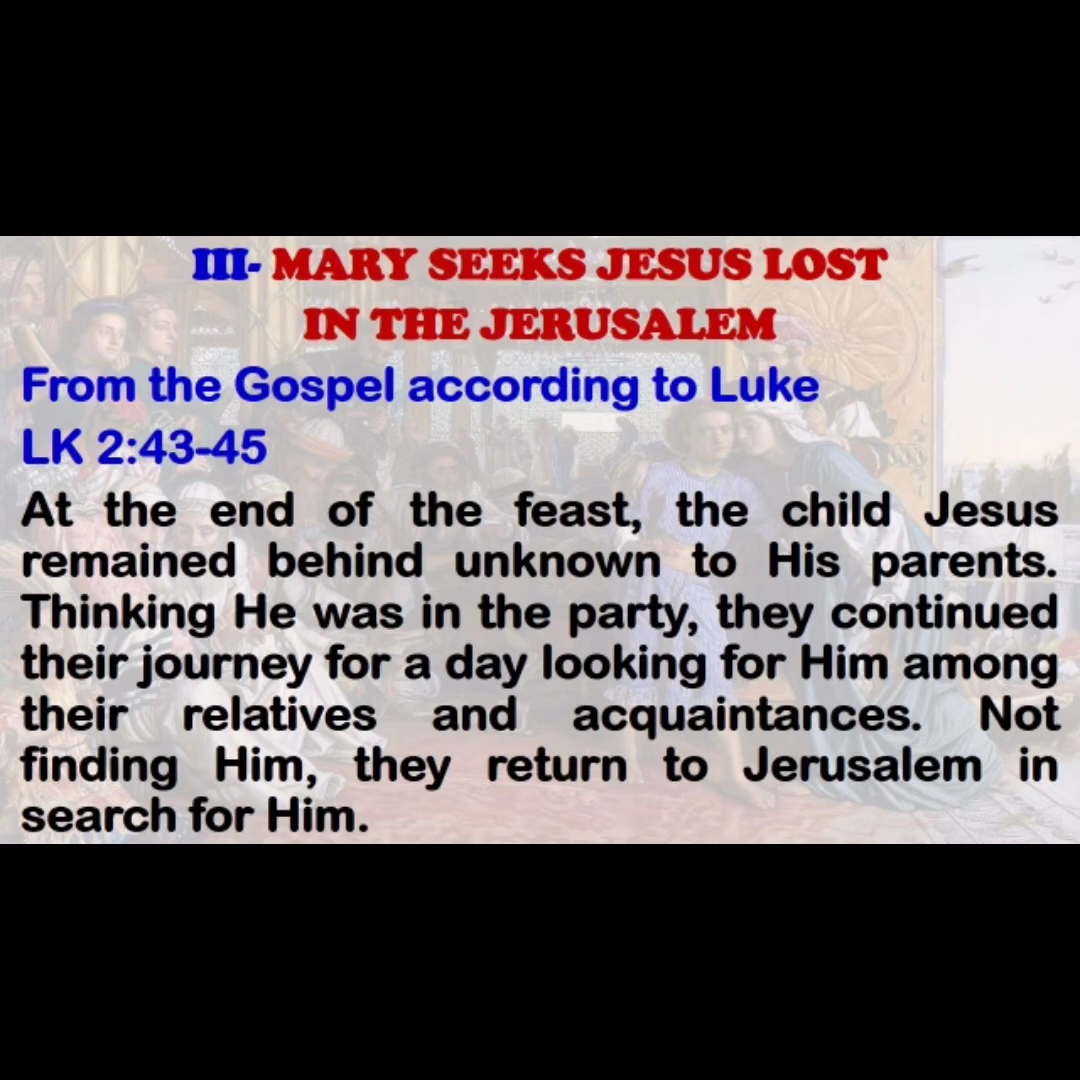 III- MARY SEEKS JESUS LOST
IN THE JERUSALEM
From the Gospel according to Luke
LK 2:43-45
At the end of the feast, the child Jesus
remained behind unknown to His parents.
Thinking He was in the party, they continued
their journey for a day looking for Him among
their relatives and acquaintances. Not
finding Him, they return to Jerusalem in
search for Him.